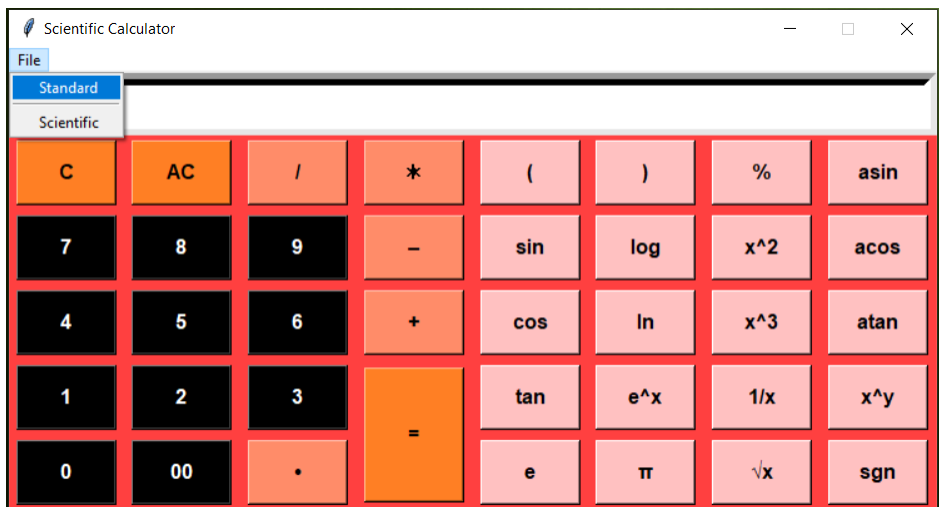 Scientific Calculator
File
Standard
Scientific
C AC / * ( ) % asin
7 8 9 – sin log x^2 acos
4 5 6 + cos ln x^3 atan
1 2 3 = tan e^x 1/x x^y
0 00 • e π √x sgn